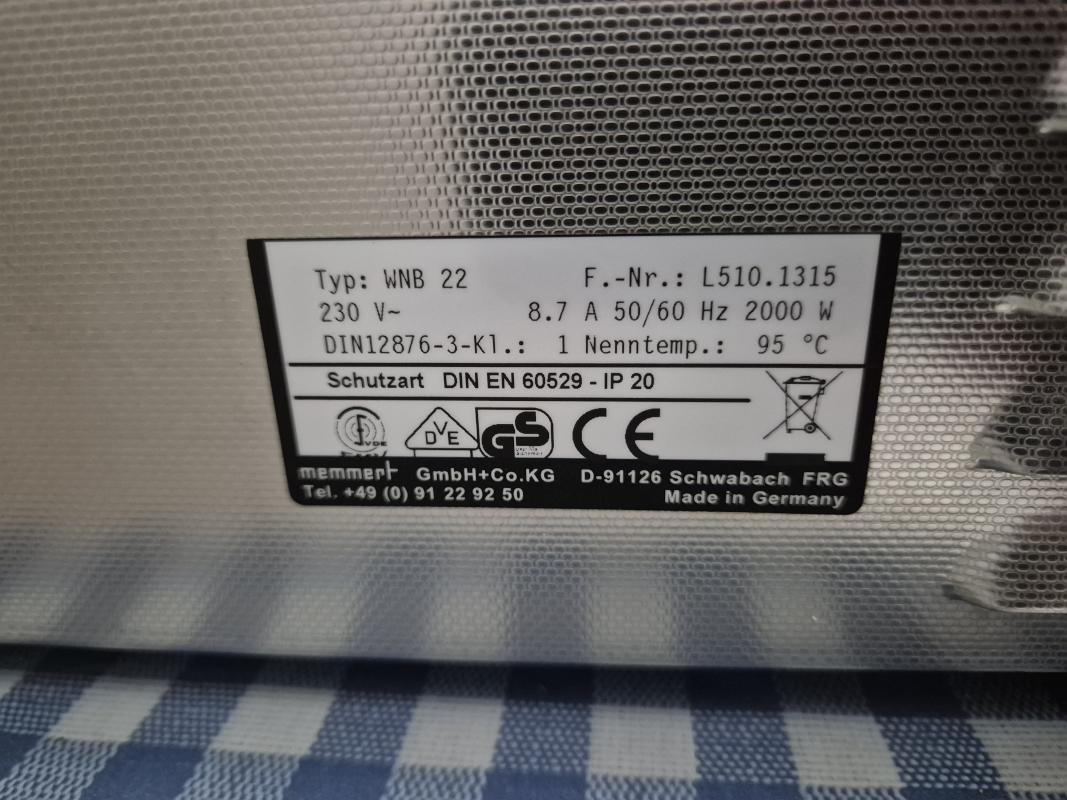 Typ: WNB 22 F.-Nr.: L510.1315
230 V~ 8.7 A 50/60 Hz 2000 W
DIN12876-3-Kl.: 1 Nenntemp.: 95 °C
Schutzart DIN EN 60529 - IP 20
VDE
DVE GS CE
memmert GmbH+Co.KG D-91126 Schwabach FRG
Tel. +49 (0) 91 22 92 50 Made in Germany